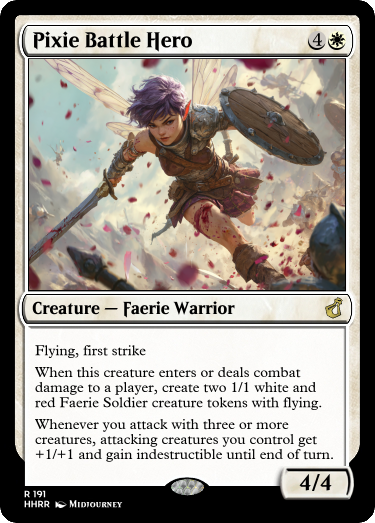 Pixie Battle Hero 4
Creature — Faerie Warrior
Flying, first strike
When this creature enters or deals combat
damage to a player, create two 1/1 white and
red Faerie Soldier creature tokens with flying.
Whenever you attack with three or more
creatures, attacking creatures you control get
+1/+1 and gain indestructible until end of turn.
4/4
R 191
HHRR Midjourney